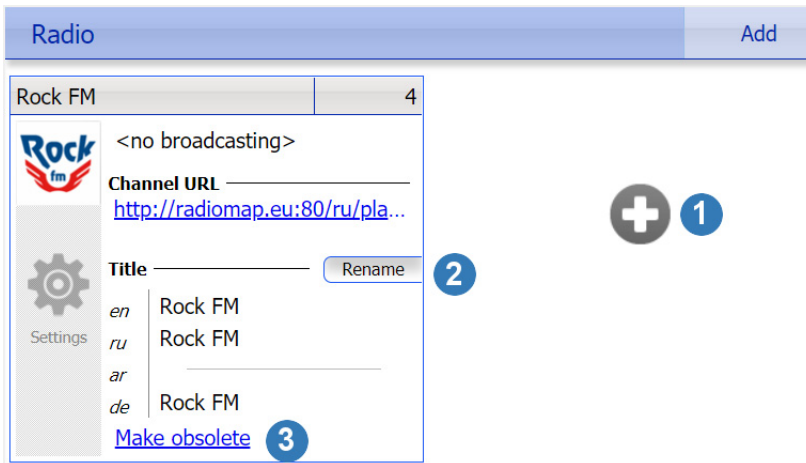 Radio
Add
Rock FM 4
Rock
fm
<no broadcasting>
Channel URL
http://radiomap.eu:80/ru/pla...
1
Title
Rename
2
Settings
en Rock FM
ru Rock FM
ar
de Rock FM
Make obsolete
3